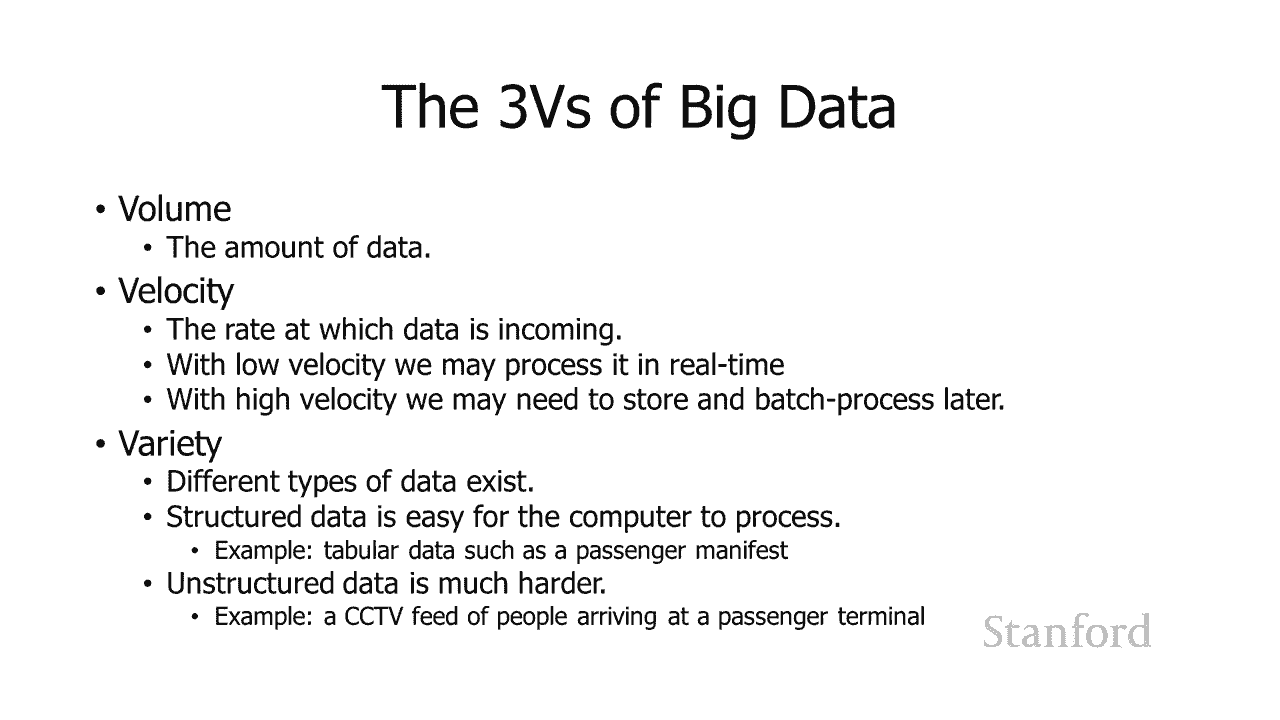 The 3Vs of Big Data
• Volume
• The amount of data.
• Velocity
• The rate at which data is incoming.
• With low velocity we may process it in real-time
• With high velocity we may need to store and batch-process later.
• Variety
• Different types of data exist.
• Structured data is easy for the computer to process.
• Example: tabular data such as a passenger manifest
• Unstructured data is much harder.
• Example: a CCTV feed of people arriving at a passenger terminal
Stanford